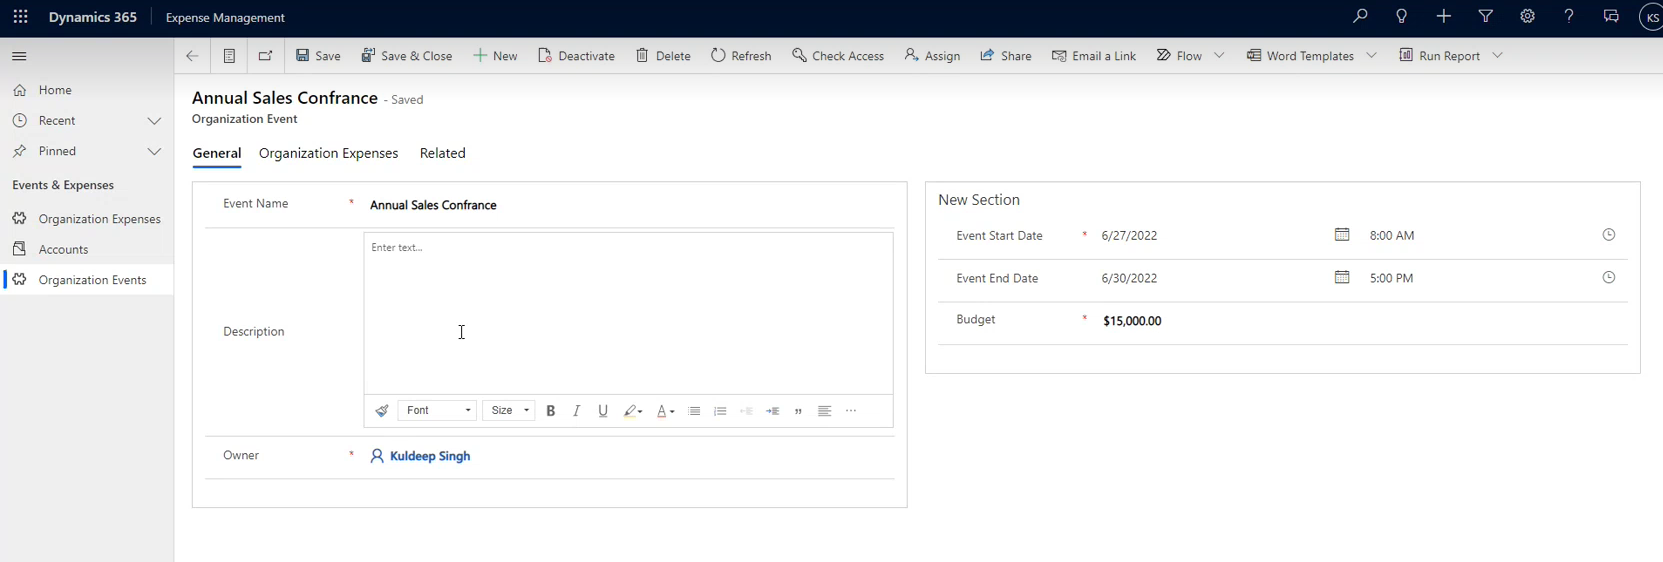 Dynamics 365 Expense Management KS
Save Save & Close New Deactivate Delete Refresh Check Access Assign Share Email a Link Flow Word Templates Run Report
Home
Recent
Pinned
Events & Expenses
Organization Expenses
Accounts
Organization Events
Annual Sales Confrance - Saved
Organization Event
General Organization Expenses Related
Event Name * Annual Sales Confrance
Description
Enter text...
Font Size B I U A ” ...
Owner * Kuldeep Singh
New Section
Event Start Date * 6/27/2022 8:00 AM
Event End Date 6/30/2022 5:00 PM
Budget * $15,000.00